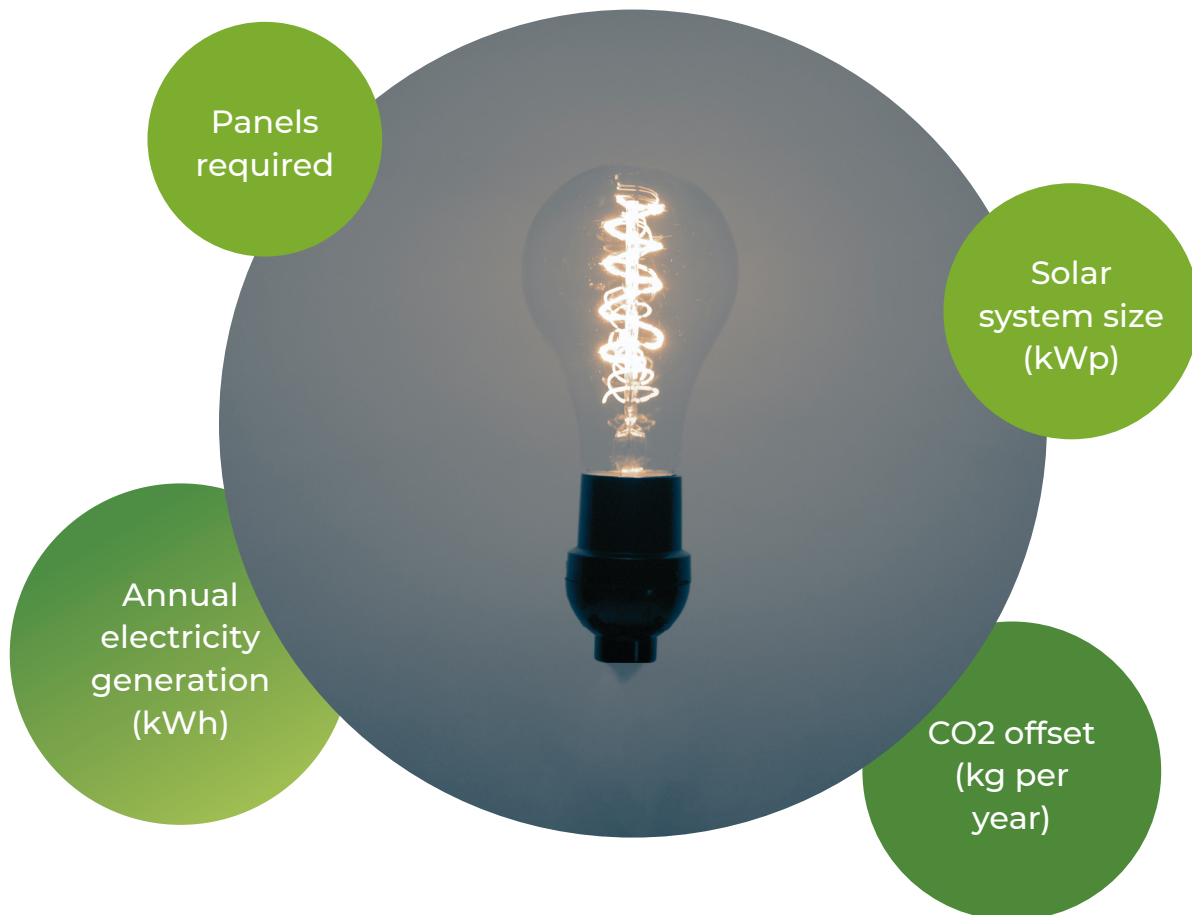 Panels
required
Solar
system size
(kWp)
Annual
electricity
generation
(kWh)
CO2 offset
(kg per
year)